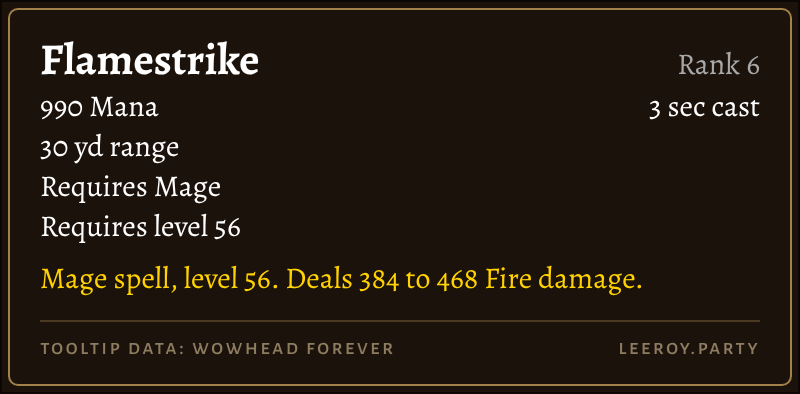 Flamestrike
Rank 6
990 Mana
3 sec cast
30 yd range
Requires Mage
Requires level 56
Mage spell, level 56. Deals 384 to 468 Fire damage.
TOOLTIP DATA: WOWHEAD FOREVER
LEEROY.PARTY